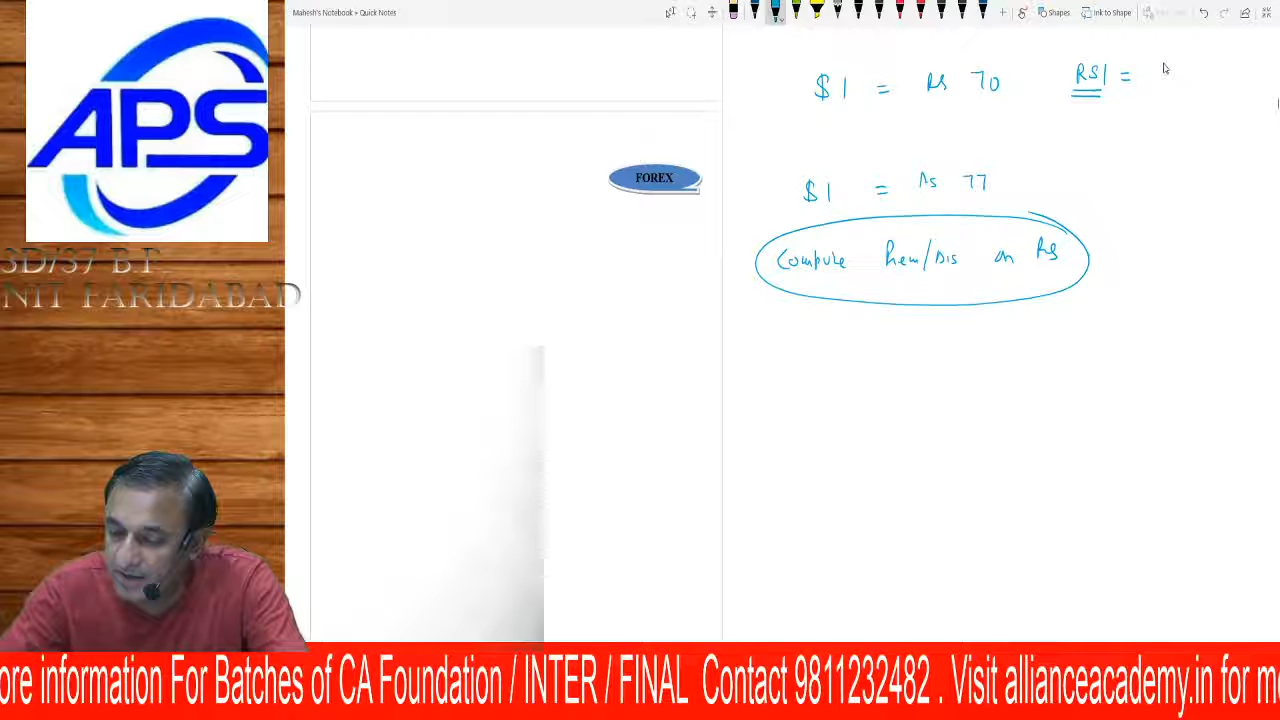 Mahesh's Notebook » Quick Notes
Shapes
Ink to Shape
APS
3D/37 B.P.
NIT FARIDABAD
$1 = Rs 70 RS1 =
FOREX
$1 = Rs 77
Compute Prem/Dis on Rs
ore information For Batches of CA Foundation / INTER / FINAL Contact 9811232482 . Visit allianceacademy.in for mo